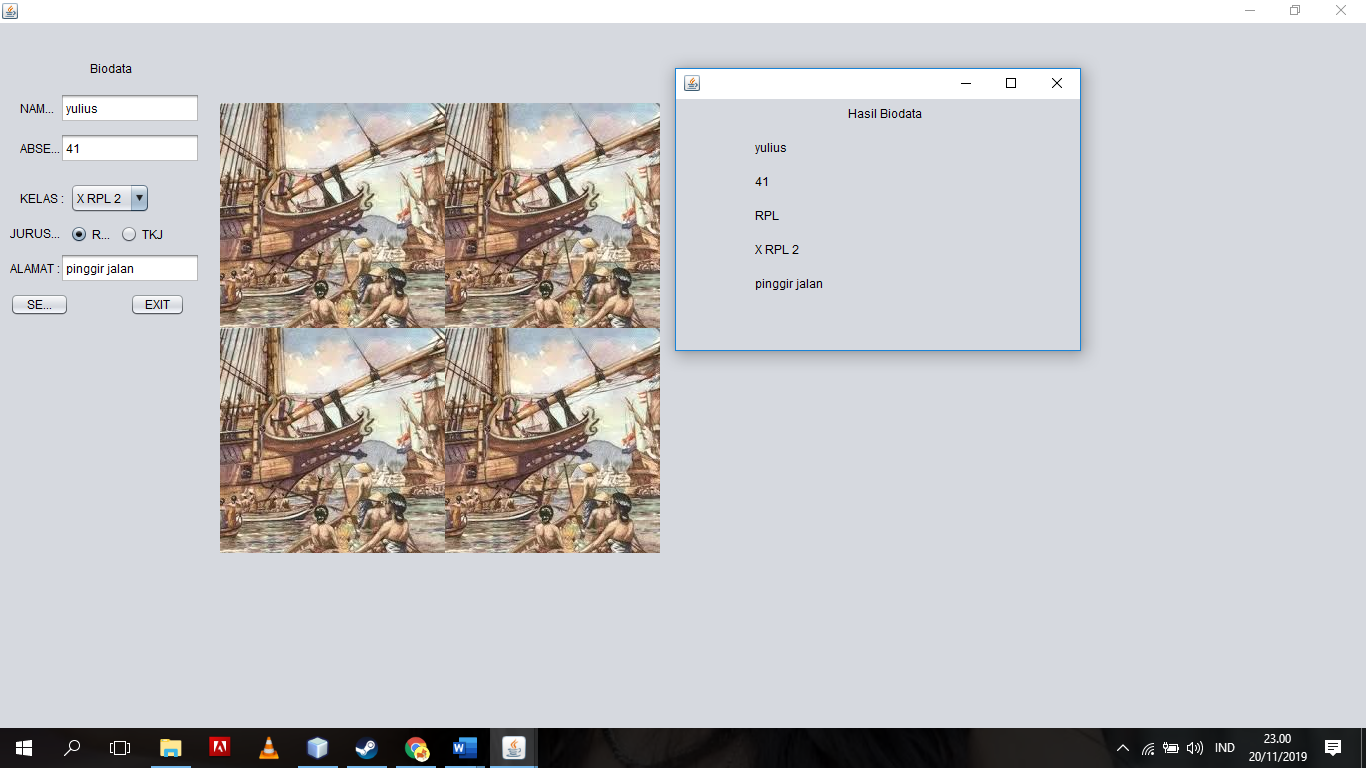 Biodata
NAM... yulius
ABSE... 41
KELAS : X RPL 2
JURUS... R... TKJ
ALAMAT : pinggir jalan
SE... EXIT
Hasil Biodata
yulius
41
RPL
X RPL 2
pinggir jalan
IND
23.00
20/11/2019